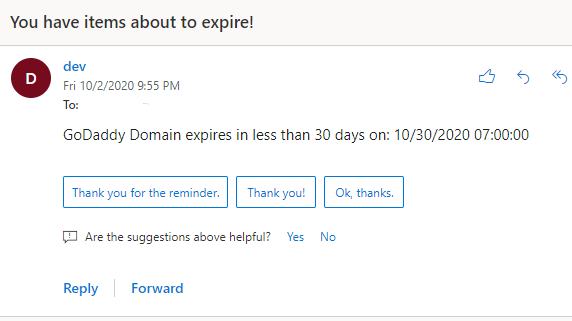 You have items about to expire!
D
dev
Fri 10/2/2020 9:55 PM
To:
GoDaddy Domain expires in less than 30 days on: 10/30/2020 07:00:00
Thank you for the reminder. Thank you! Ok, thanks.
Are the suggestions above helpful? Yes No
Reply Forward